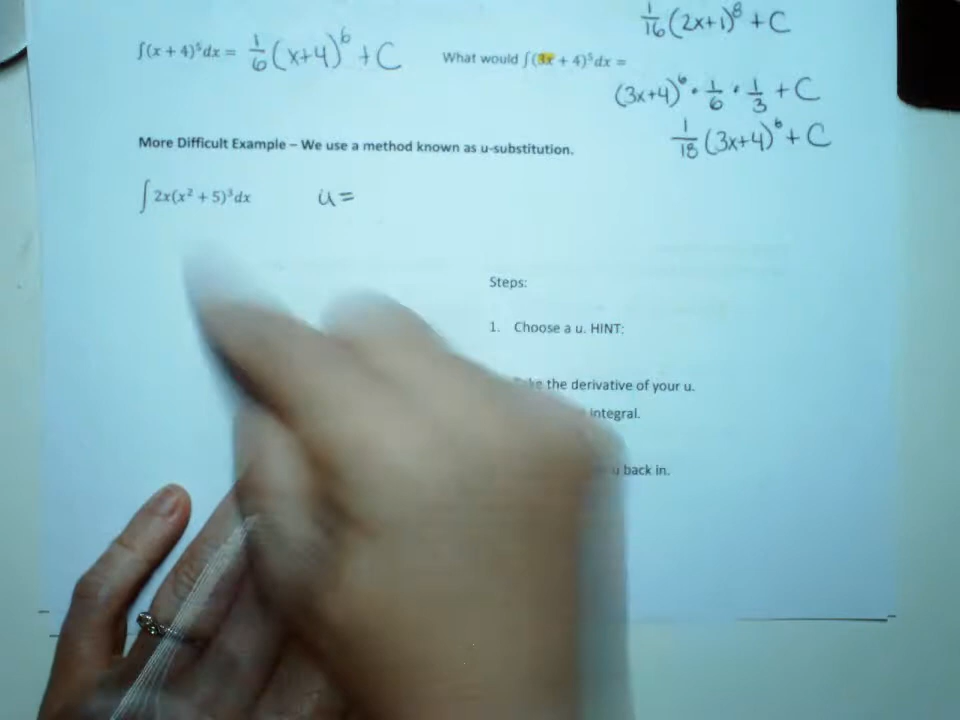 1/16 (2x+1)^8 + C
∫(x + 4)^5 dx = 1/6 (x+4)^6 + C What would ∫(3x + 4)^5 dx =
(3x+4)^6 · 1/6 · 1/3 + C
1/18 (3x+4)^6 + C
More Difficult Example – We use a method known as u-substitution.
∫ 2x(x² + 5)³dx u =
Steps:
1. Choose a u. HINT:
the derivative of your u.
integral.
u back in.